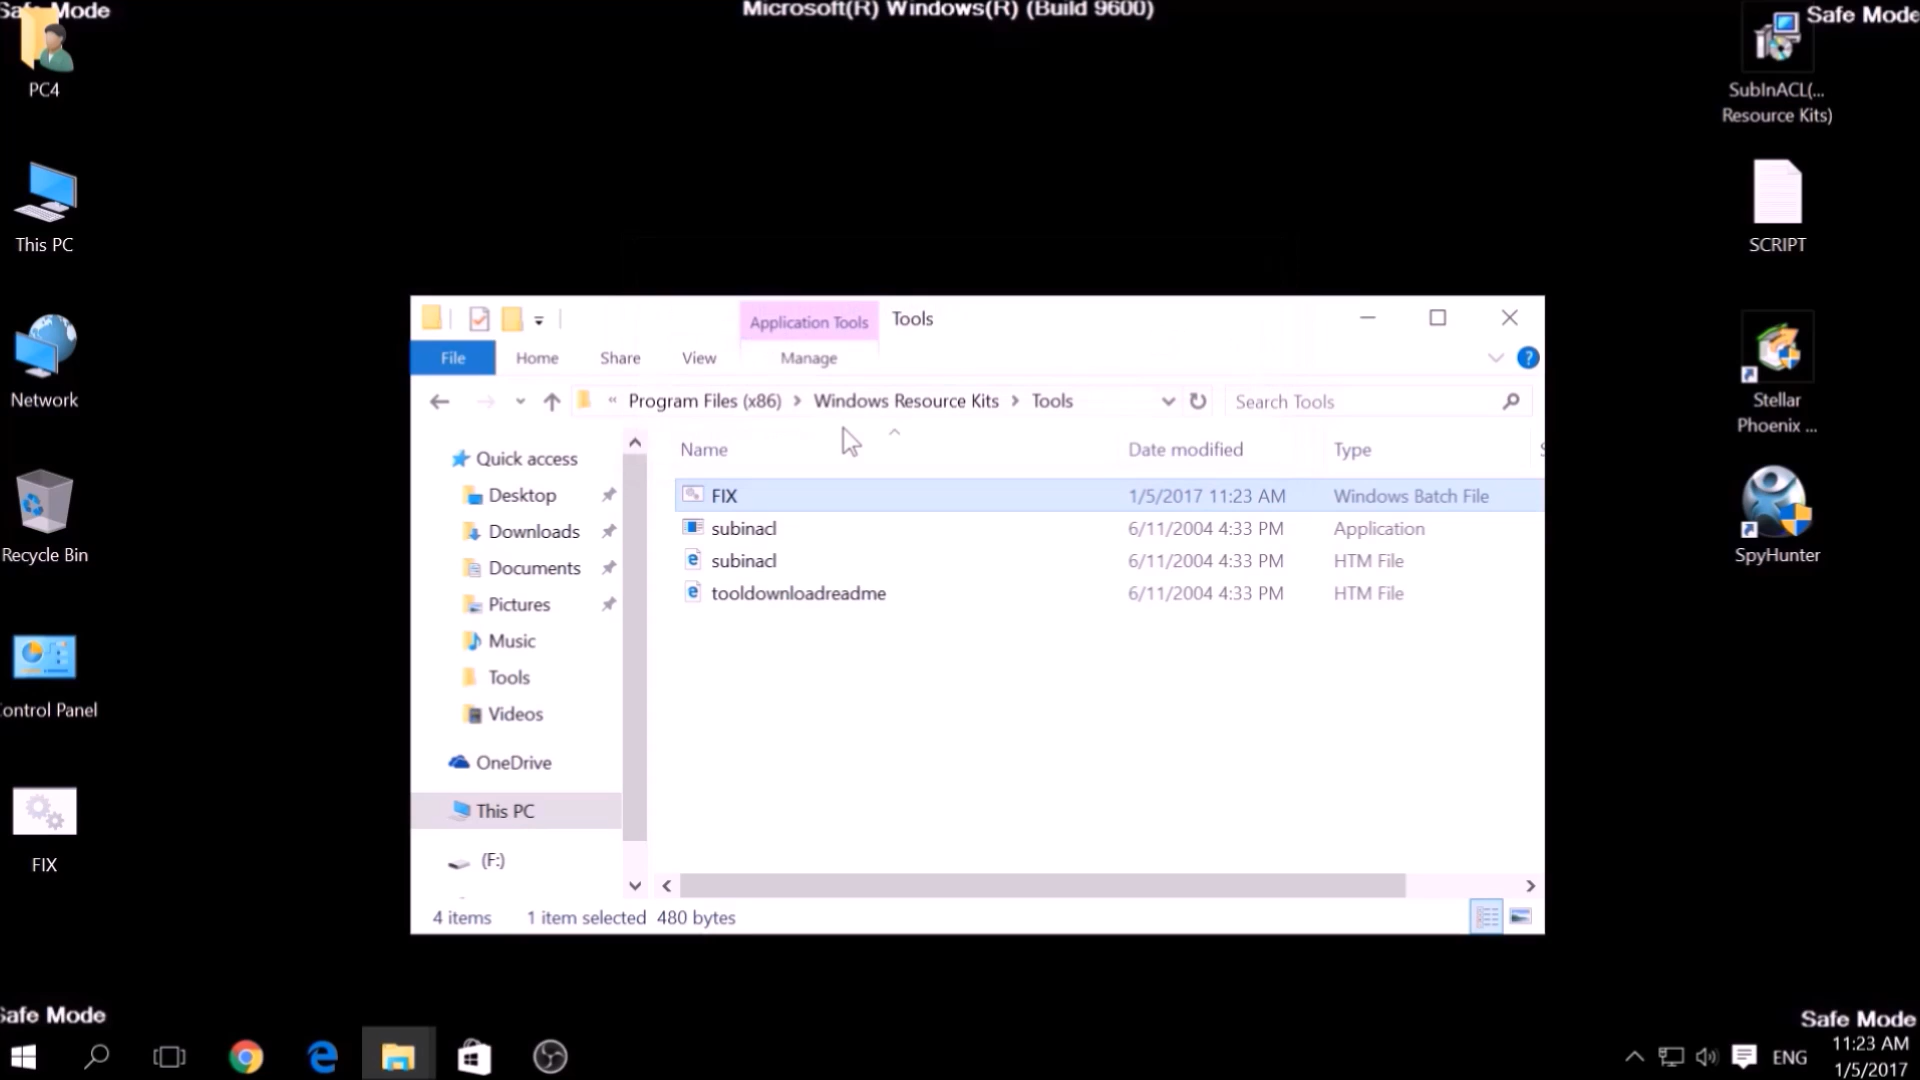 Safe Mode
Microsoft(R) Windows(R) (Build 9600)
Safe Mode
PC4
This PC
Network
Recycle Bin
ontrol Panel
FIX
SubInACL(...
Resource Kits)
SCRIPT
Stellar
Phoenix ...
SpyHunter
Application Tools
Tools
File
Home
Share
View
Manage
?
« Program Files (x86) > Windows Resource Kits > Tools
Search Tools
Name
Date modified
Type
FIX 1/5/2017 11:23 AM Windows Batch File
subinacl 6/11/2004 4:33 PM Application
subinacl 6/11/2004 4:33 PM HTM File
tooldownloadreadme 6/11/2004 4:33 PM HTM File
Quick access
Desktop
Downloads
Documents
Pictures
Music
Tools
Videos
OneDrive
This PC
(F:)
4 items 1 item selected 480 bytes
Safe Mode
Safe Mode
ENG
11:23 AM
1/5/2017